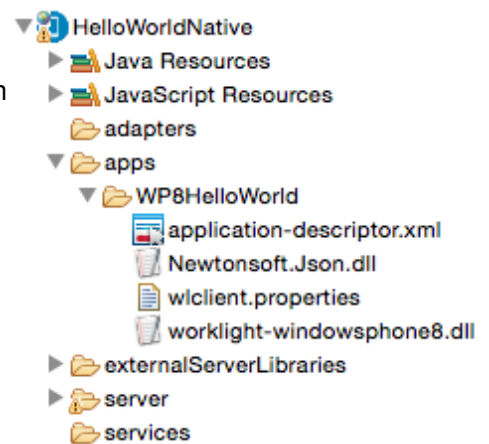 HelloWorldNative
Java Resources
n
JavaScript Resources
adapters
apps
WP8HelloWorld
application-descriptor.xml
Newtonsoft.Json.dll
wlclient.properties
worklight-windowsphone8.dll
externalServerLibraries
server
services